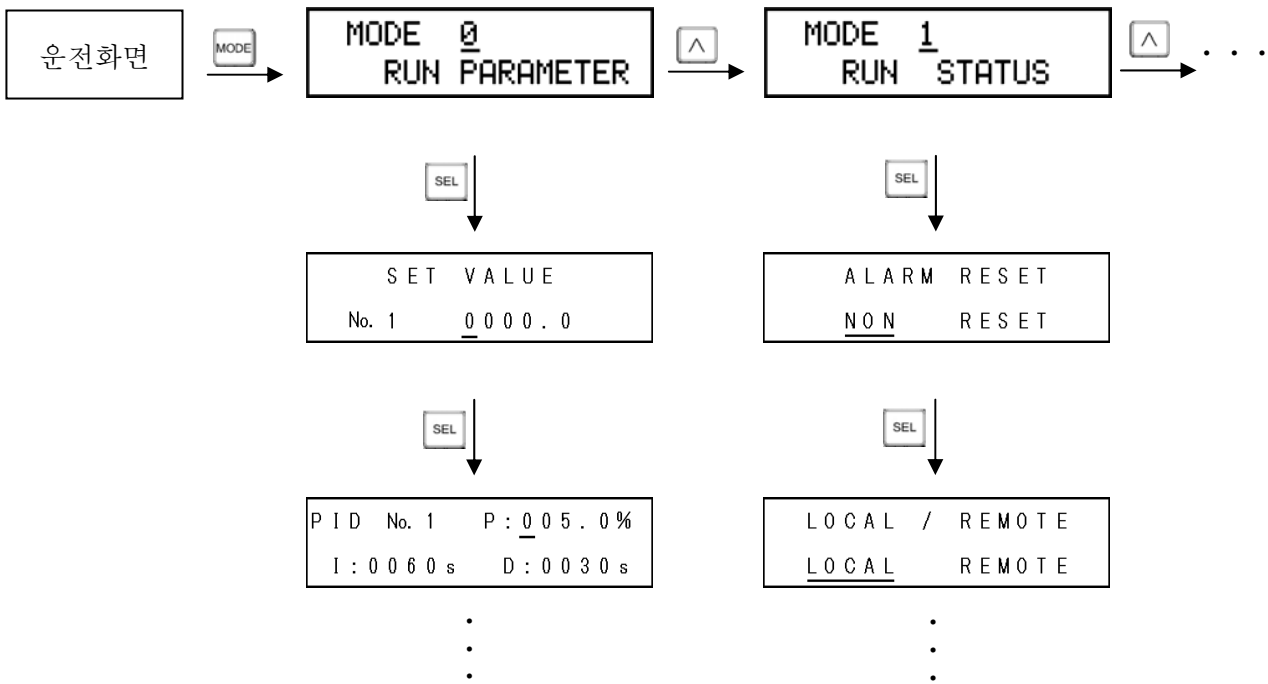 운전화면
MODE
MODE 0
RUN PARAMETER
∧
MODE 1
RUN STATUS
∧
. . .
SEL
SEL
SET VALUE
No. 1 0000.0
ALARM RESET
NON RESET
SEL
SEL
PID No. 1 P:005.0%
I:0060s D:0030s
LOCAL / REMOTE
LOCAL REMOTE